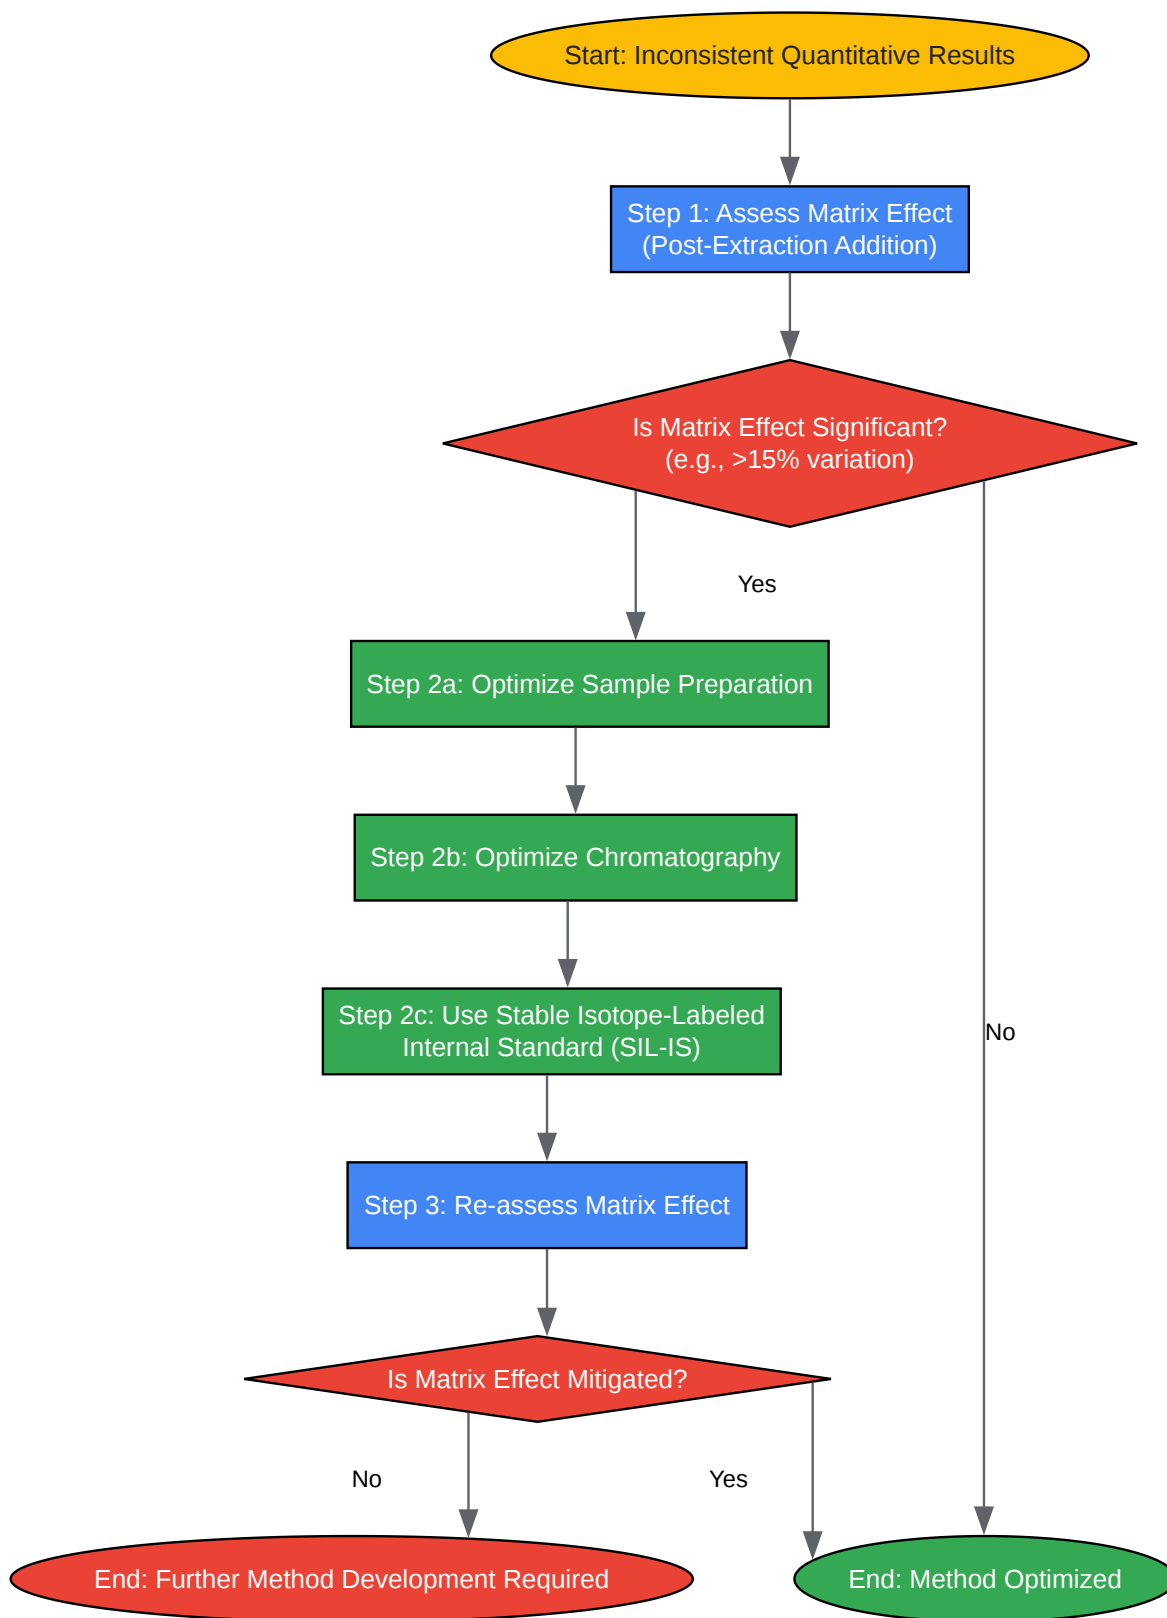 Start: Inconsistent Quantitative Results
Step 1: Assess Matrix Effect
(Post-Extraction Addition)
Is Matrix Effect Significant?
(e.g., >15% variation)
Yes
Step 2a: Optimize Sample Preparation
Step 2b: Optimize Chromatography
Step 2c: Use Stable Isotope-Labeled
Internal Standard (SIL-IS)
No
Step 3: Re-assess Matrix Effect
Is Matrix Effect Mitigated?
No
Yes
End: Further Method Development Required
End: Method Optimized